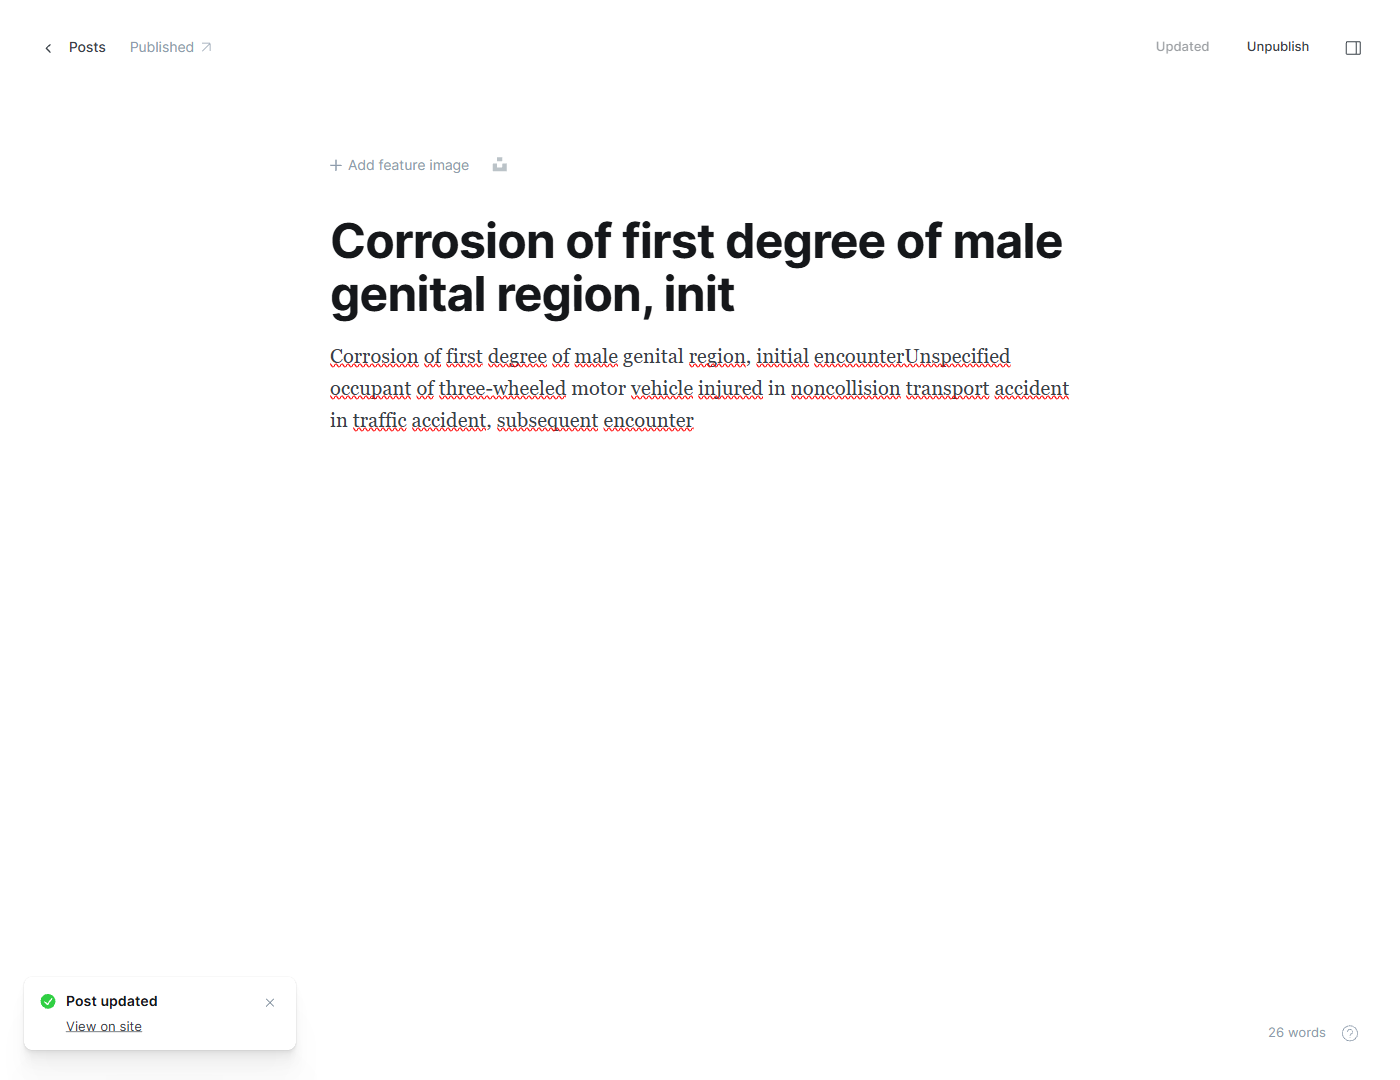 Posts
Published
Updated
Unpublish
Add feature image
Corrosion of first degree of male
genital region, init
Corrosion of first degree of male genital region, initial encounterUnspecified
occupant of three-wheeled motor vehicle injured in noncollision transport accident
in traffic accident, subsequent encounter
Post updated
View on site
26 words